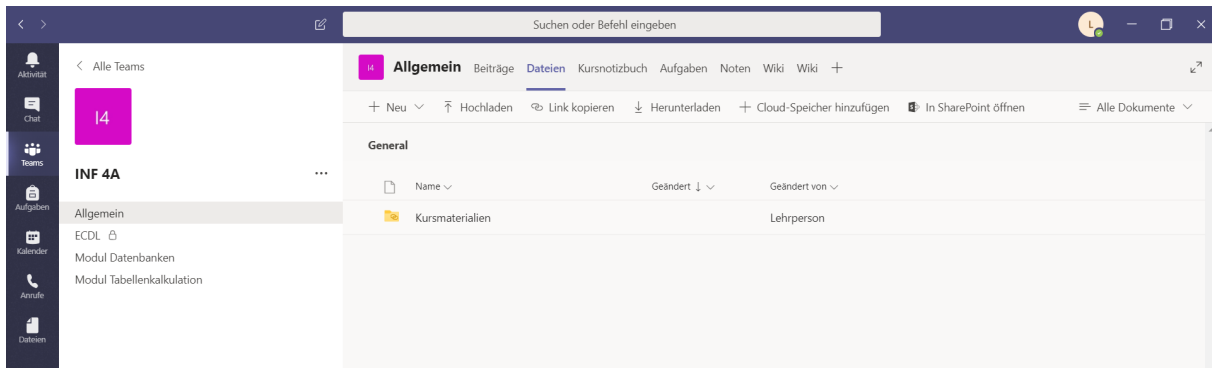 Suchen oder Befehl eingeben
L
Aktivität
Chat
Teams
Aufgaben
Kalender
Anrufe
Dateien
Alle Teams
I4
INF 4A
Allgemein
ECDL
Modul Datenbanken
Modul Tabellenkalkulation
I4 Allgemein Beiträge Dateien Kursnotizbuch Aufgaben Noten Wiki Wiki
Neu Hochladen Link kopieren Herunterladen Cloud-Speicher hinzufügen In SharePoint öffnen Alle Dokumente
General
Name Geändert Geändert von
Kursmaterialien Lehrperson